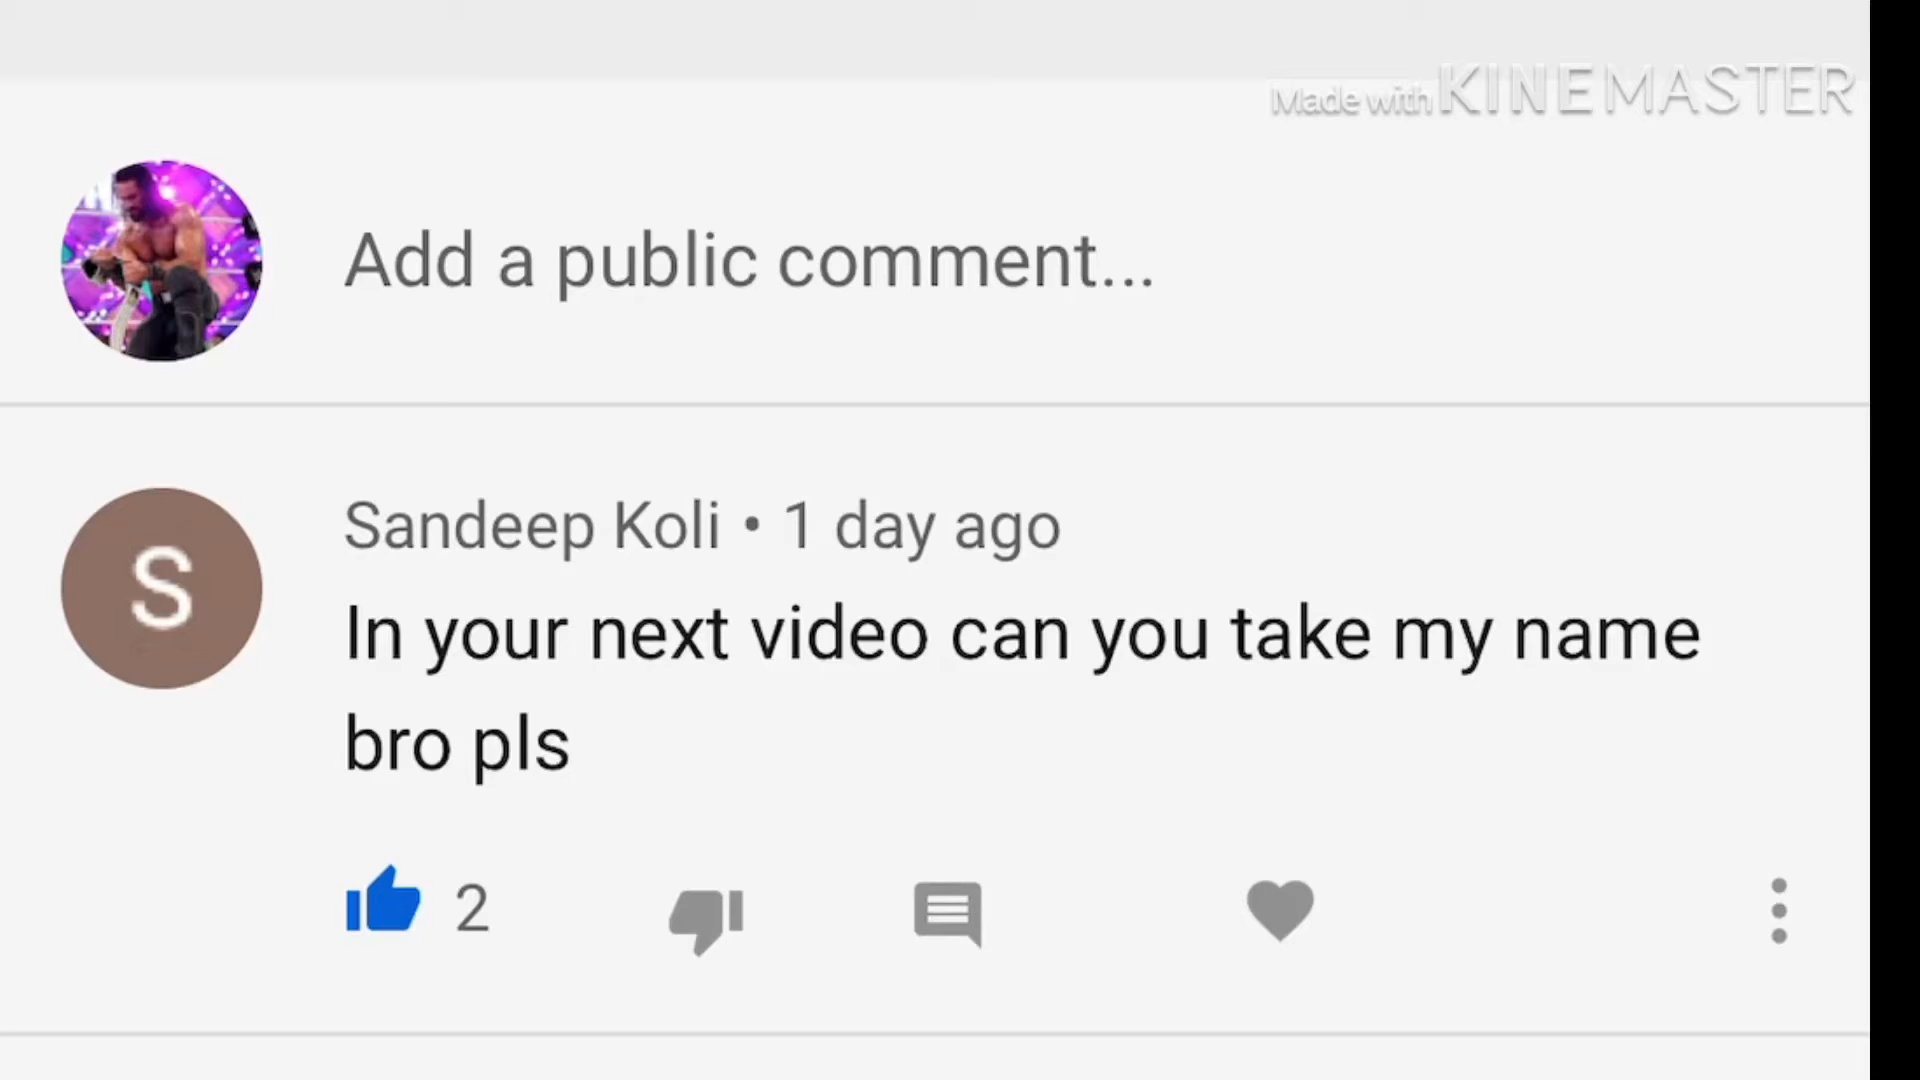 Made with KINEMASTER
Add a public comment...
Sandeep Koli • 1 day ago
S
In your next video can you take my name
bro pls
2